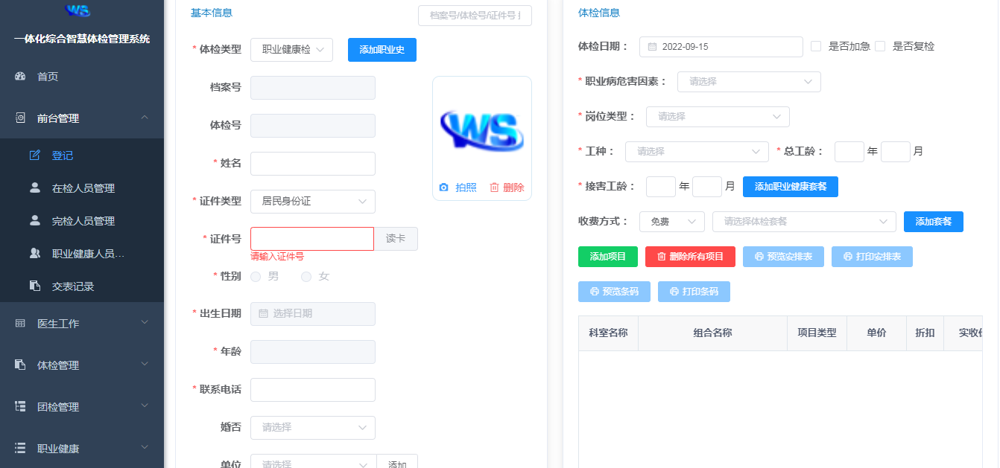 WS
一体化综合智慧体检管理系统
首页
前台管理
登记
在检人员管理
完检人员管理
职业健康人员...
交表记录
医生工作
体检管理
团检管理
职业健康
基本信息
档案号/体检号/证件号
* 体检类型 职业健康检 添加职业史
档案号
体检号
* 姓名
WS
拍照 删除
* 证件类型 居民身份证
* 证件号 读卡
请输入证件号
* 性别 男 女
* 出生日期 选择日期
* 年龄
* 联系电话
婚否 请选择
单位 请选择 添加
体检信息
体检日期： 2022-09-15 是否加急 是否复检
* 职业病危害因素： 请选择
* 岗位类型： 请选择
* 工种： 请选择 * 总工龄： 年 月
* 接害工龄： 年 月 添加职业健康套餐
收费方式： 免费 请选择体检套餐 添加套餐
添加项目 删除所有项目 预览安排表 打印安排表
预览条码 打印条码
科室名称 组合名称 项目类型 单价 折扣 实收